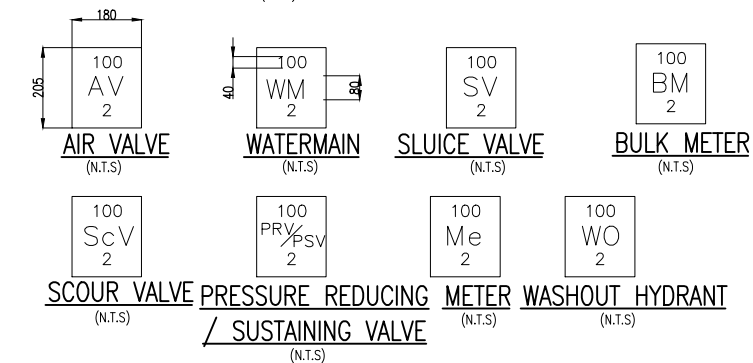 180
205
100
AV
2
AIR VALVE
(N.T.S)
40
100
WM
2
80
WATERMAIN
(N.T.S)
100
SV
2
SLUICE VALVE
(N.T.S)
100
BM
2
BULK METER
(N.T.S)
100
ScV
2
SCOUR VALVE
(N.T.S)
100
PRV/PSV
2
PRESSURE REDUCING
/ SUSTAINING VALVE
(N.T.S)
100
Me
2
METER
(N.T.S)
100
WO
2
WASHOUT HYDRANT
(N.T.S)